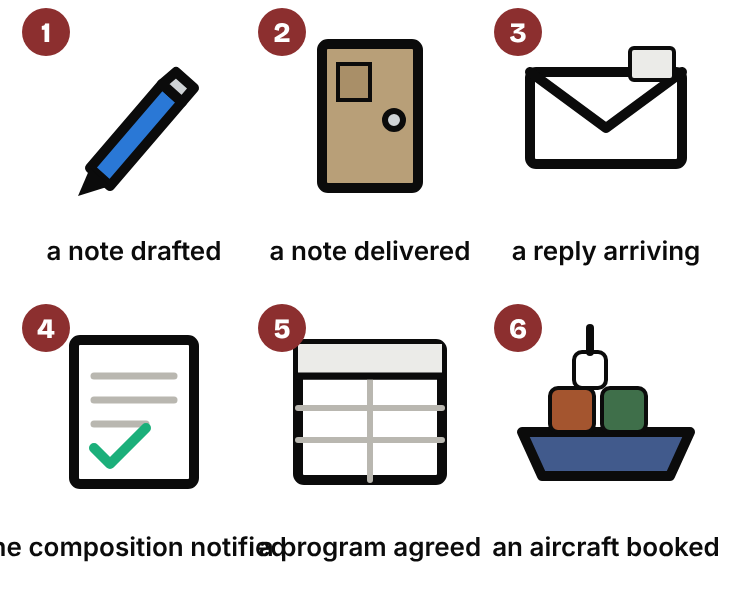 1
2
3
a note drafted
a note delivered
a reply arriving
4
5
6
composition notified
program agreed
an aircraft booked